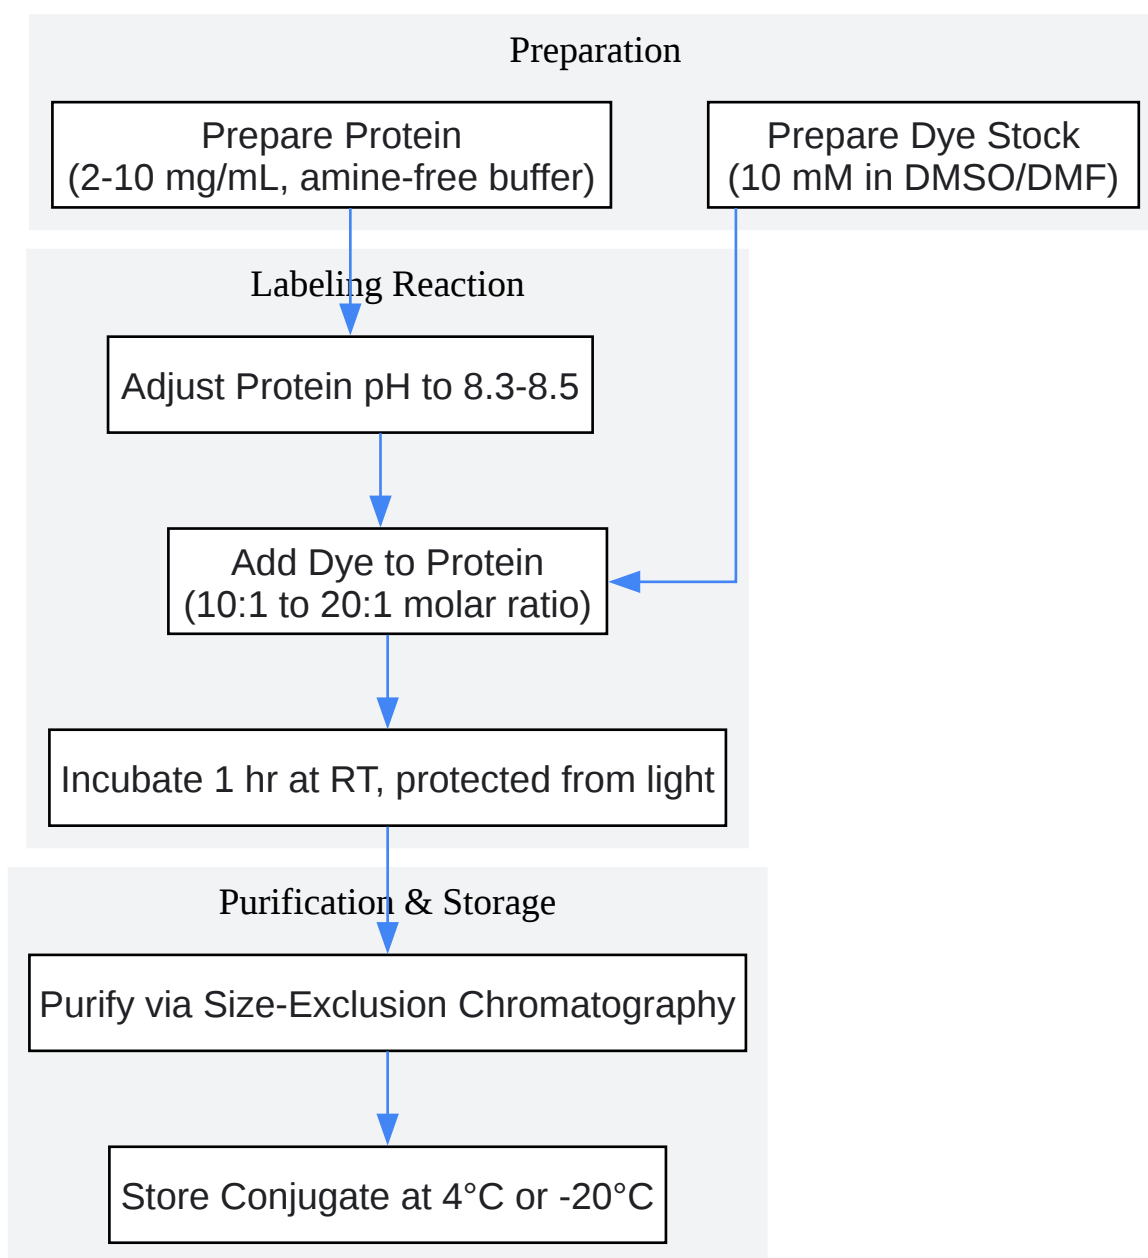 Preparation
Prepare Protein
(2-10 mg/mL, amine-free buffer)
Prepare Dye Stock
(10 mM in DMSO/DMF)
Labeling Reaction
Adjust Protein pH to 8.3-8.5
Add Dye to Protein
(10:1 to 20:1 molar ratio)
Incubate 1 hr at RT, protected from light
Purification & Storage
Purify via Size-Exclusion Chromatography
Store Conjugate at 4°C or -20°C